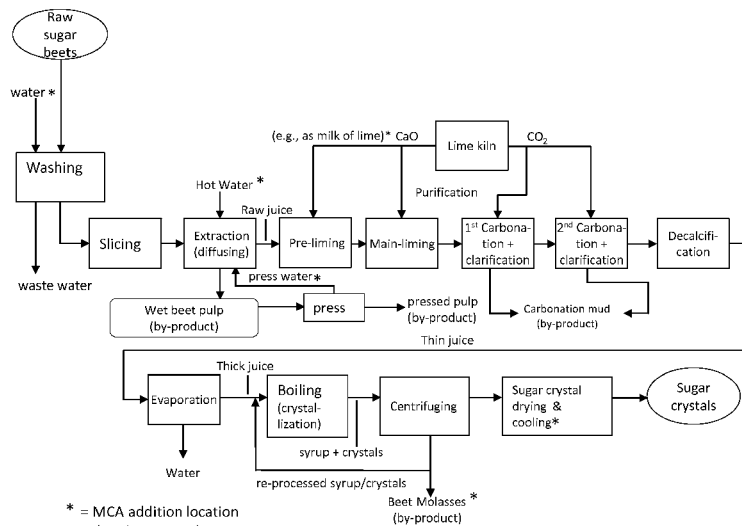 Raw
sugar
beets
water *
(e.g., as milk of lime)* CaO
Lime kiln
CO2
Washing
Purification
Hot Water *
Raw juice
Slicing
Extraction
(diffusing)
Pre-liming
Main-liming
1st Carbona-
tion +
clarification
2nd Carbona-
tion +
clarification
Decalcifi-
cation
waste water
press water*
Wet beet pulp
(by-product)
press
pressed pulp
(by-product)
Carbonation mud
(by-product)
Thin juice
Thick juice
Evaporation
Boiling
(crystal-
lization)
Centrifuging
Sugar crystal
drying &
cooling*
Sugar
crystals
syrup + crystals
Water
re-processed syrup/crystals
Beet Molasses *
(by-product)
* = MCA addition location